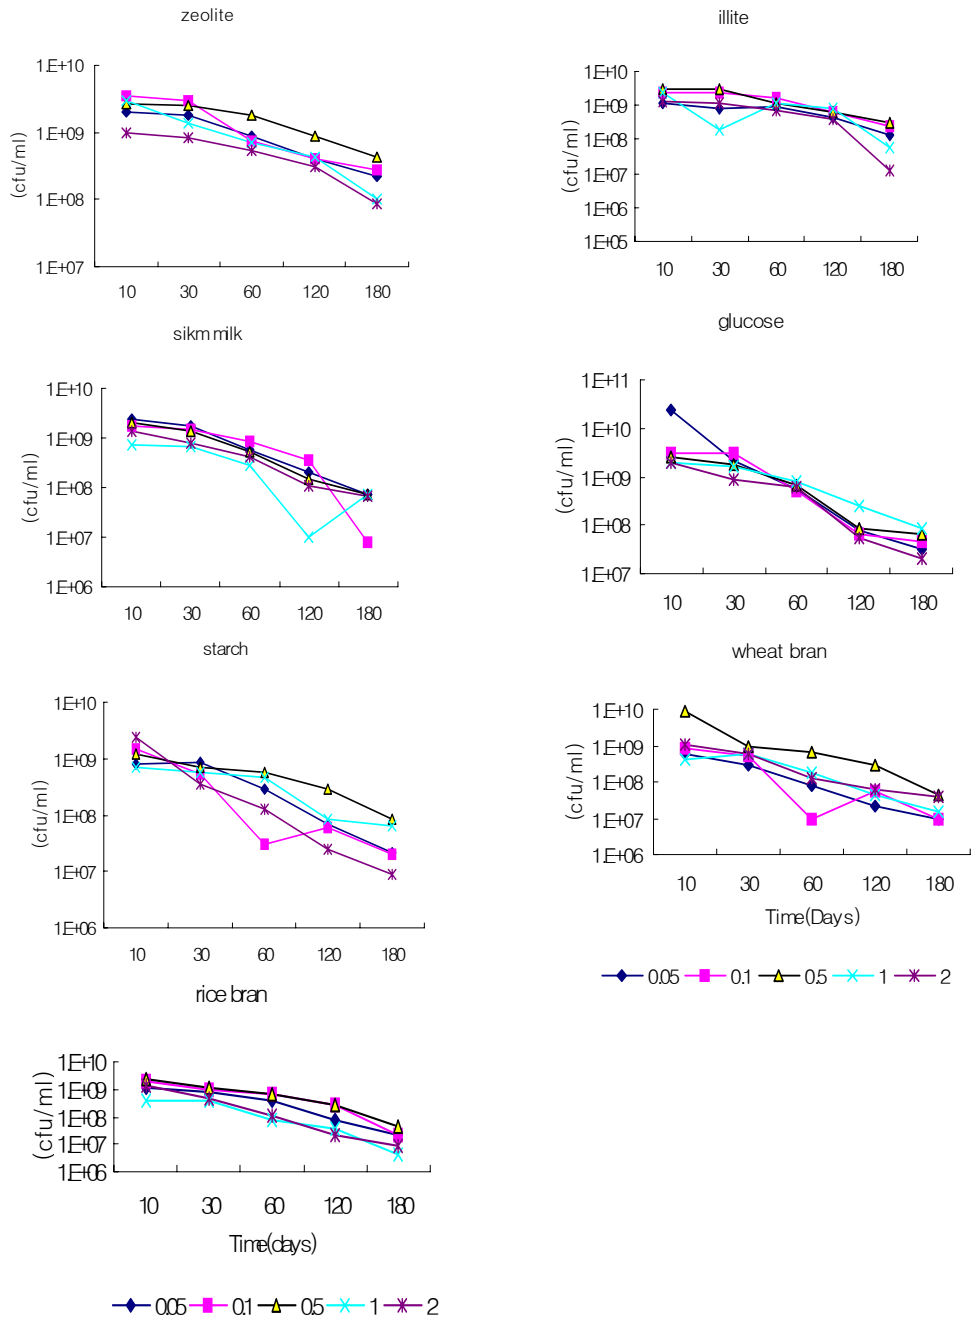 zeolite
1.E+10
1.E+09
1.E+08
1.E+07
(cfu/ml)
10 30 60 120 180
illite
1.E+10
1.E+09
1.E+08
1.E+07
1.E+06
1.E+05
(cfu/ml)
10 30 60 120 180
sikm milk
1.E+10
1.E+09
1.E+08
1.E+07
1.E+06
(cfu/ml)
10 30 60 120 180
glucose
1.E+11
1.E+10
1.E+09
1.E+08
1.E+07
(cfu/ml)
10 30 60 120 180
starch
1.E+10
1.E+09
1.E+08
1.E+07
1.E+06
(cfu/ml)
10 30 60 120 180
wheat bran
1.E+10
1.E+09
1.E+08
1.E+07
1.E+06
(cfu/ml)
10 30 60 120 180
Time(Days)
0.05 0.1 0.5 1 2
rice bran
1.E+10
1.E+09
1.E+08
1.E+07
1.E+06
(cfu/ml)
10 30 60 120 180
Time(days)
0.05 0.1 0.5 1 2